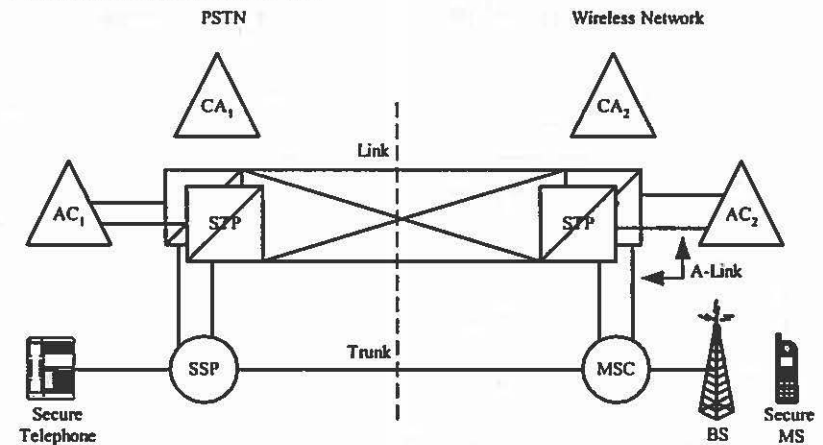 PSTN
Wireless Network
CA₁
CA₂
Link
AC₁
STP
STP
AC₂
A-Link
SSP
Trunk
MSC
Secure
Telephone
BS
Secure
MS